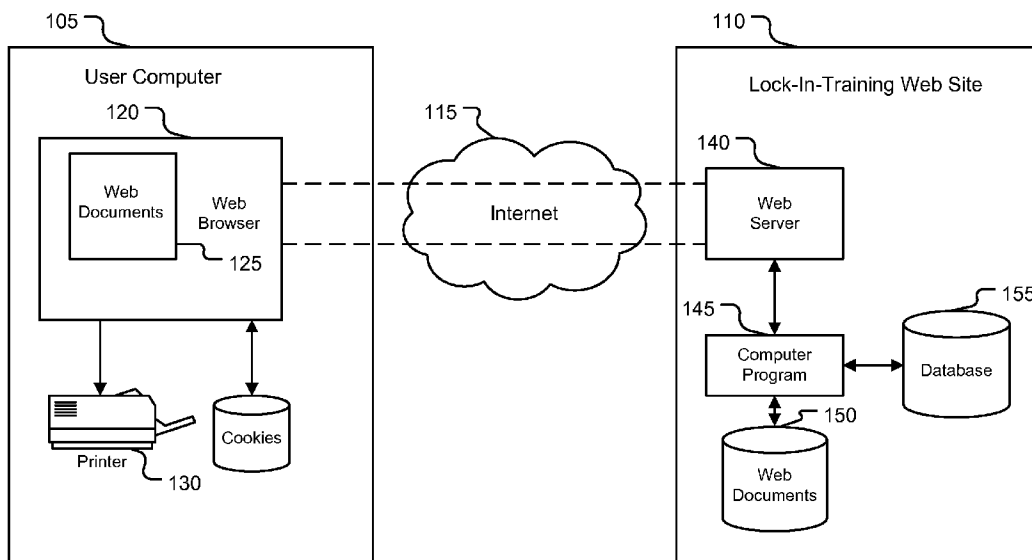 105
User Computer
120
Web
Documents
Web
Browser
125
Printer
130
Cookies
115
Internet
110
Lock-In-Training Web Site
140
Web
Server
145
Computer
Program
155
Database
150
Web
Documents